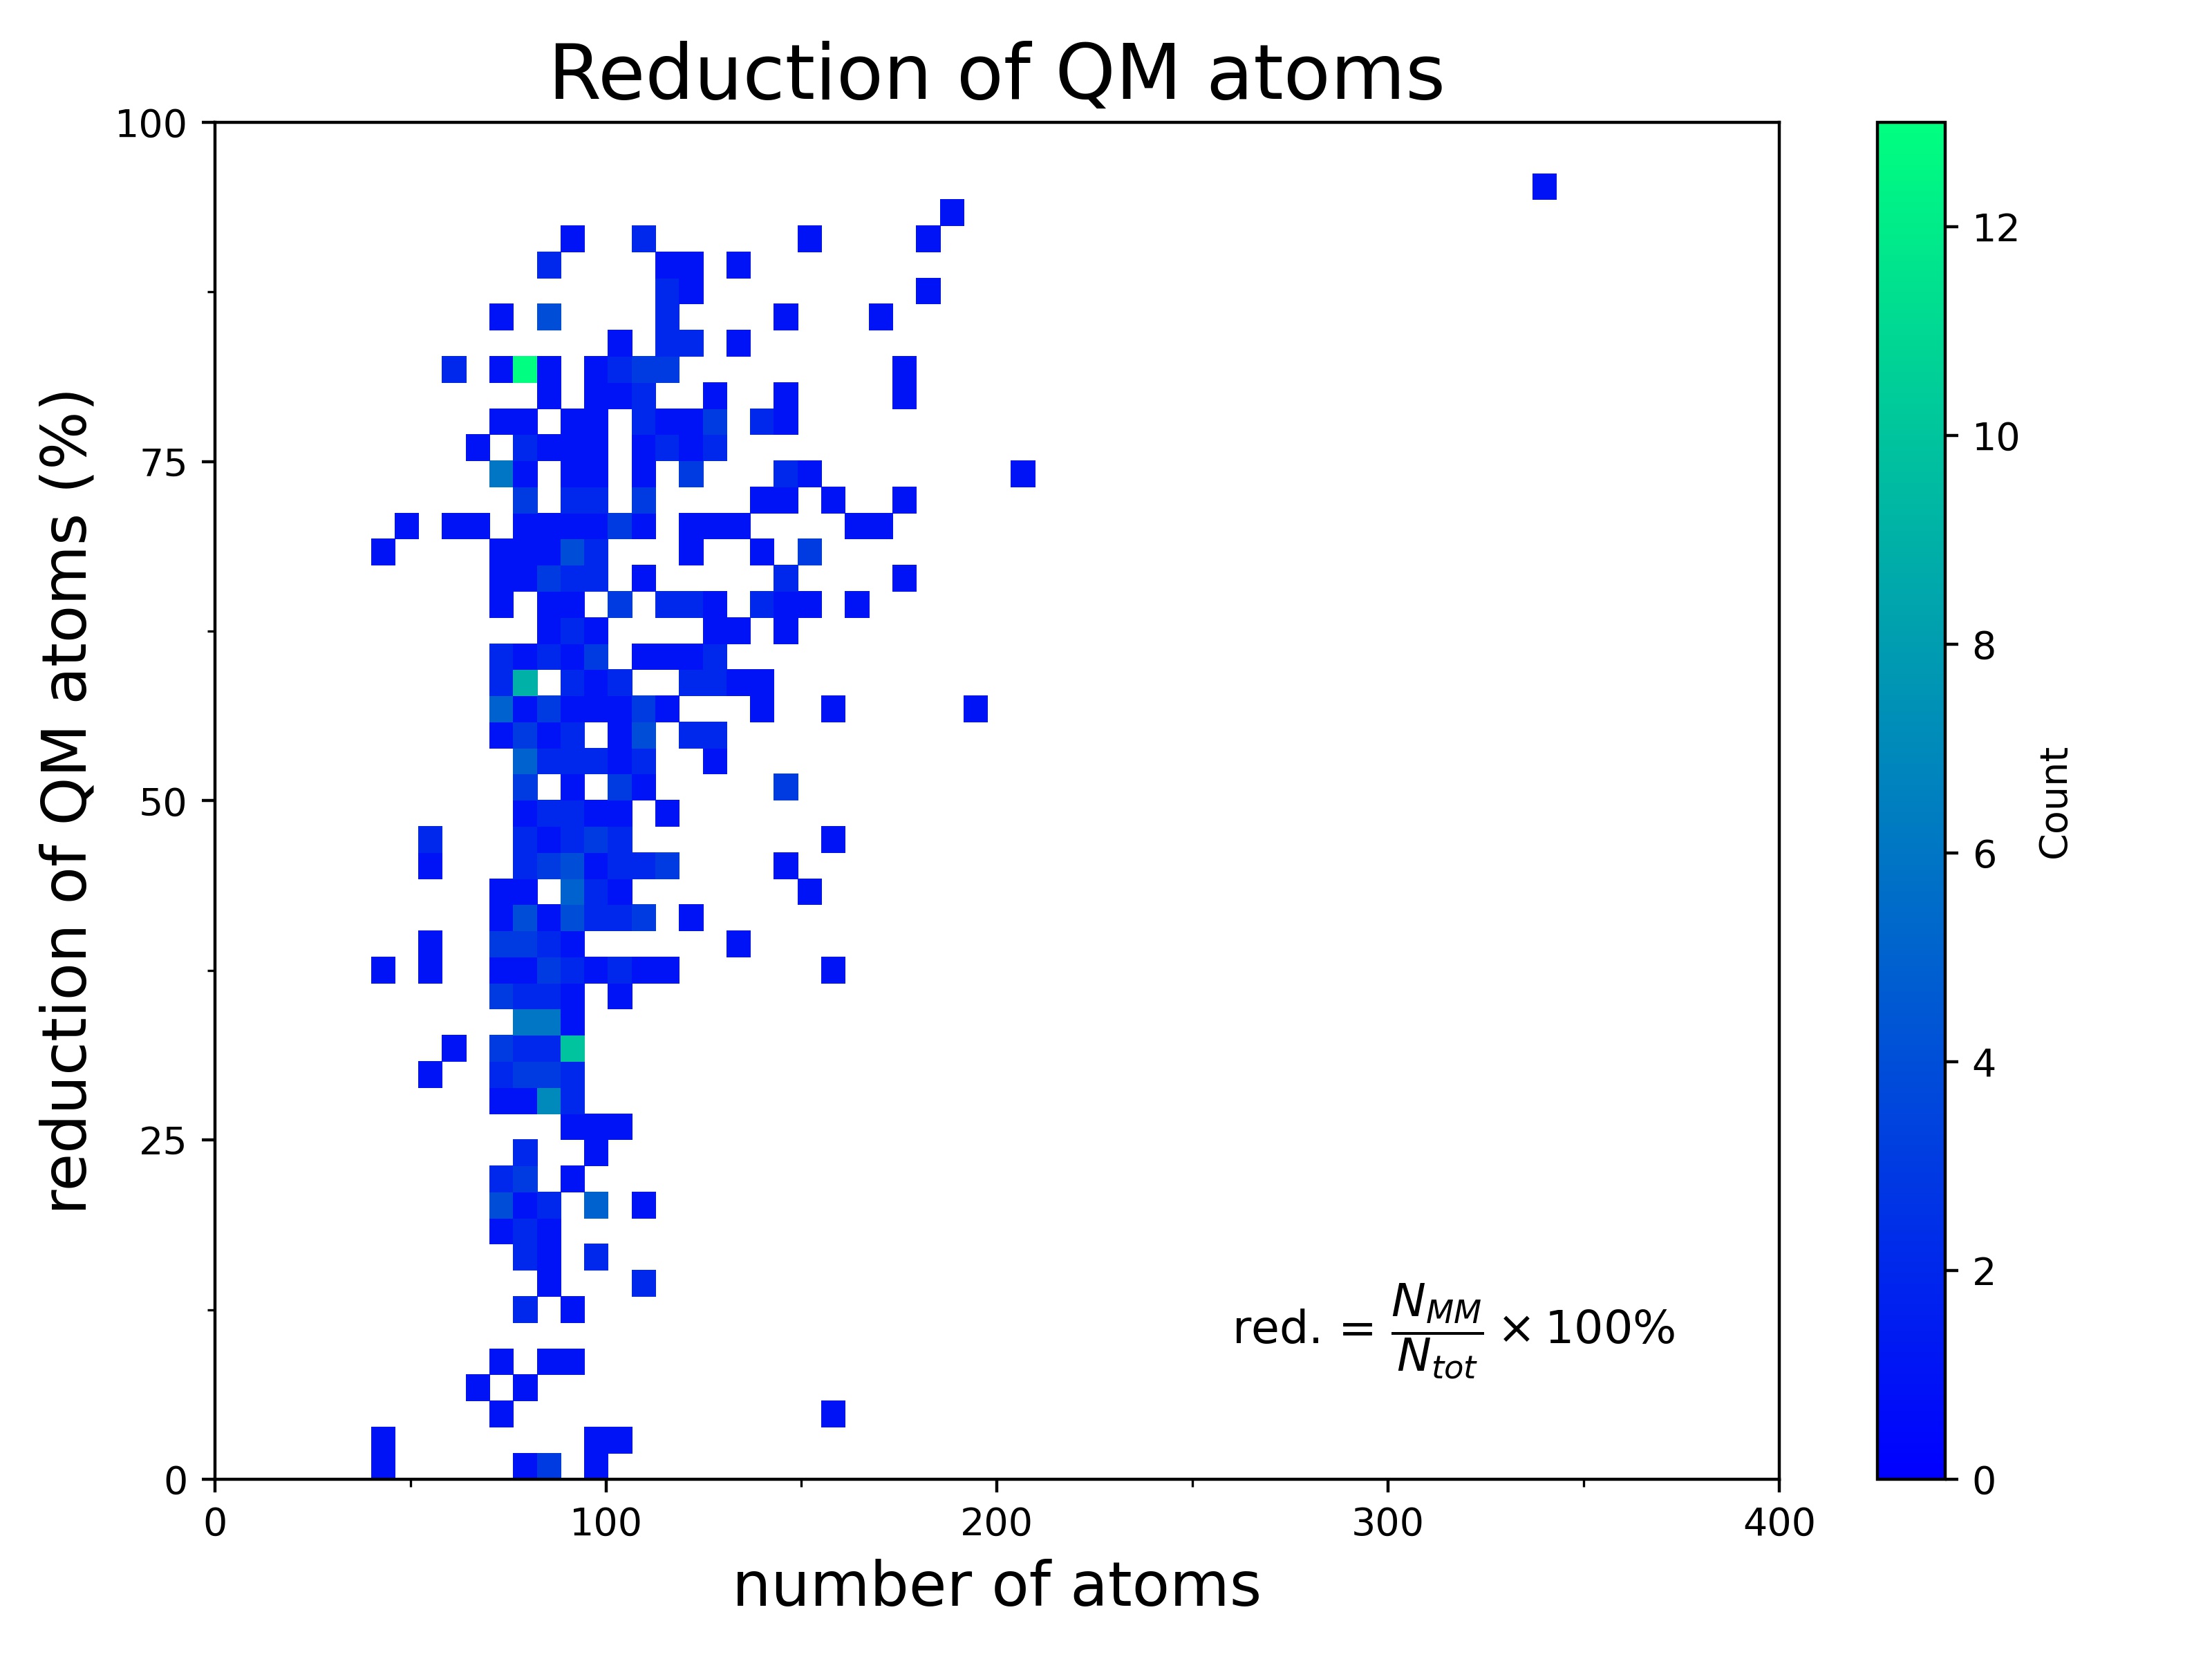 Reduction of QM atoms
reduction of QM atoms (%)
100
75
50
25
0
0 100 200 300 400
number of atoms
red. = N_MM / N_tot × 100%
12
10
8
6
4
2
0
Count